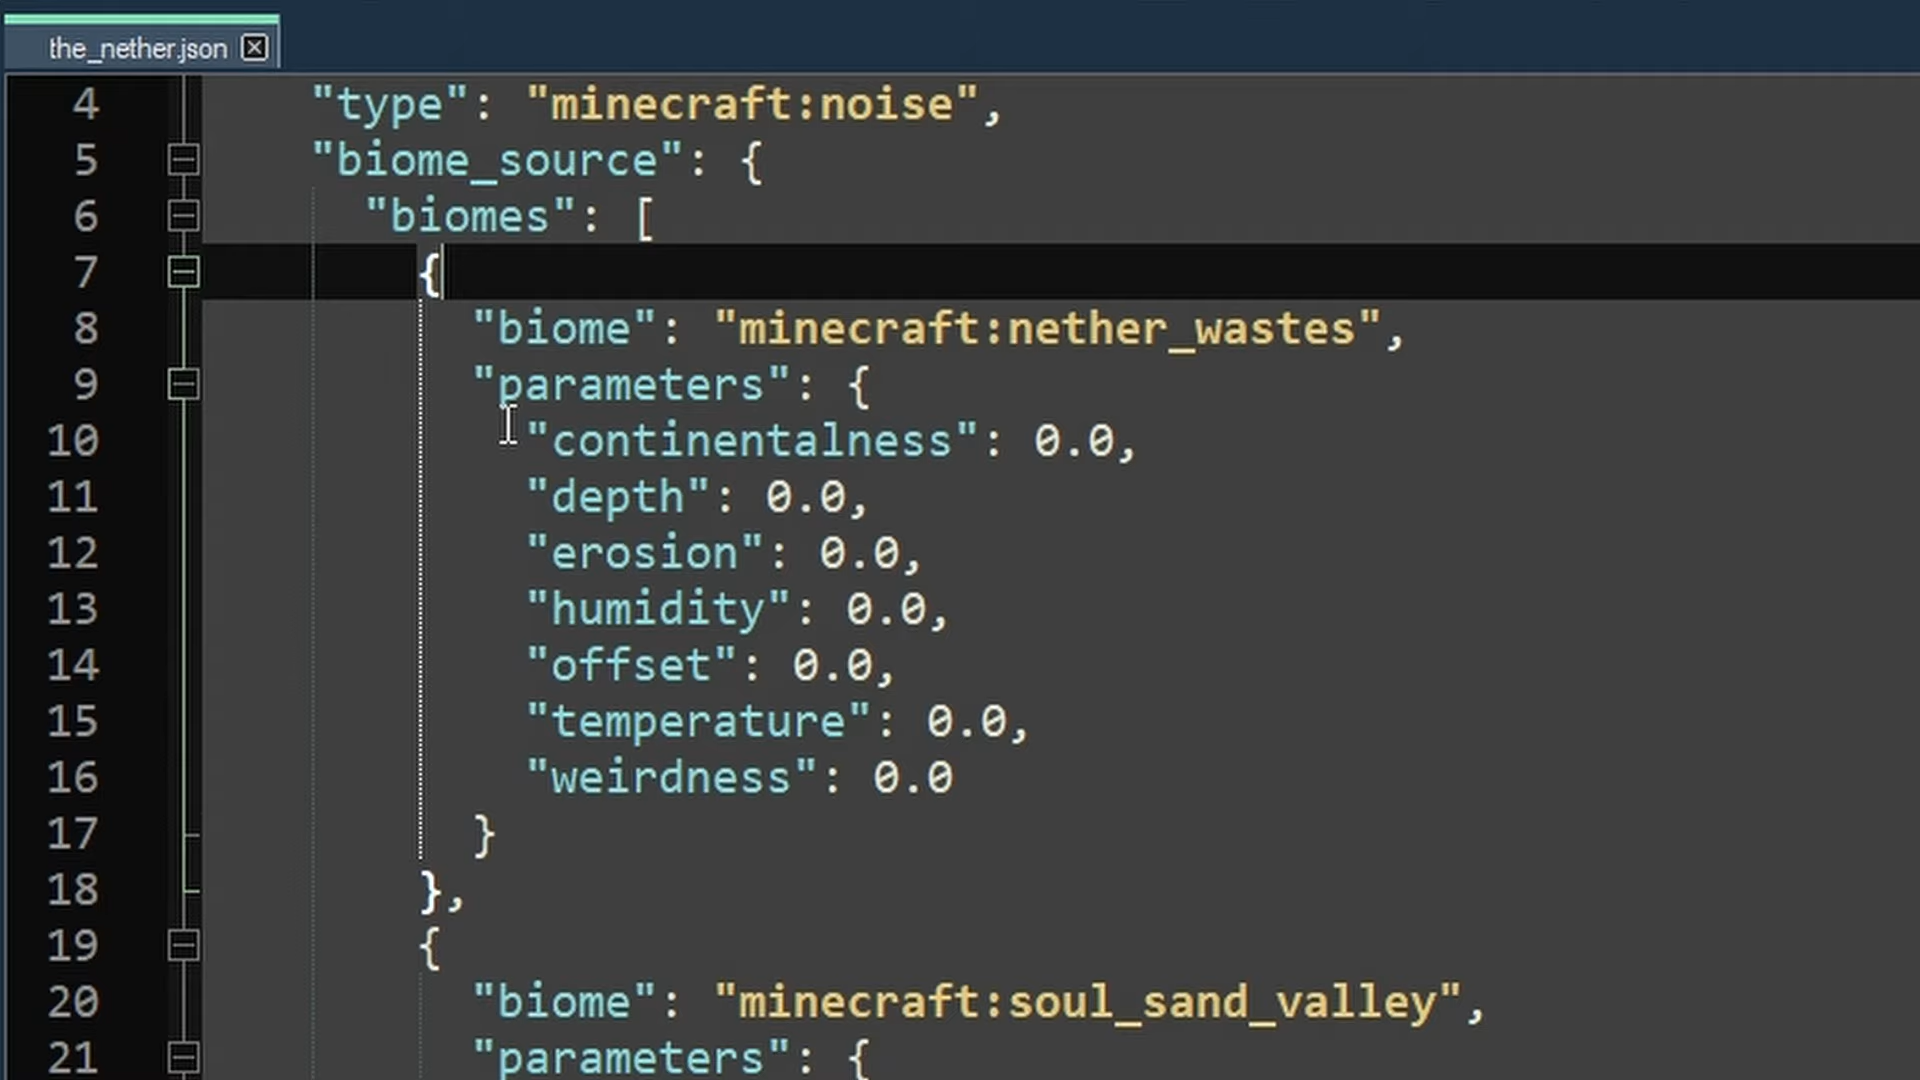 the_nether.json
4 "type": "minecraft:noise",
5 "biome_source": {
6 "biomes": [
7 {
8 "biome": "minecraft:nether_wastes",
9 "parameters": {
10 "continentalness": 0.0,
11 "depth": 0.0,
12 "erosion": 0.0,
13 "humidity": 0.0,
14 "offset": 0.0,
15 "temperature": 0.0,
16 "weirdness": 0.0
17 }
18 },
19 {
20 "biome": "minecraft:soul_sand_valley",
21 "parameters": {